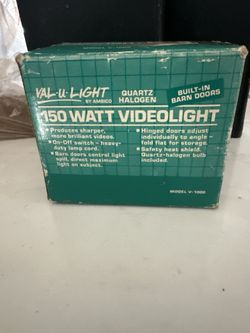 VAL-U-LIGHT
BY AMBICO
QUARTZ
HALOGEN
BUILT-IN
BARN DOORS
150 WATT VIDEOLIGHT
*Produces sharper,
more brilliant videos.
*On-Off switch - heavy-
duty lamp cord.
*Barn doors control light
spill, direct maximum
light on subject.
*Hinged doors adjust
individually to angle -
fold flat for storage.
*Safety heat shield.
Quartz-halogen bulb
included.
MODEL V-1000